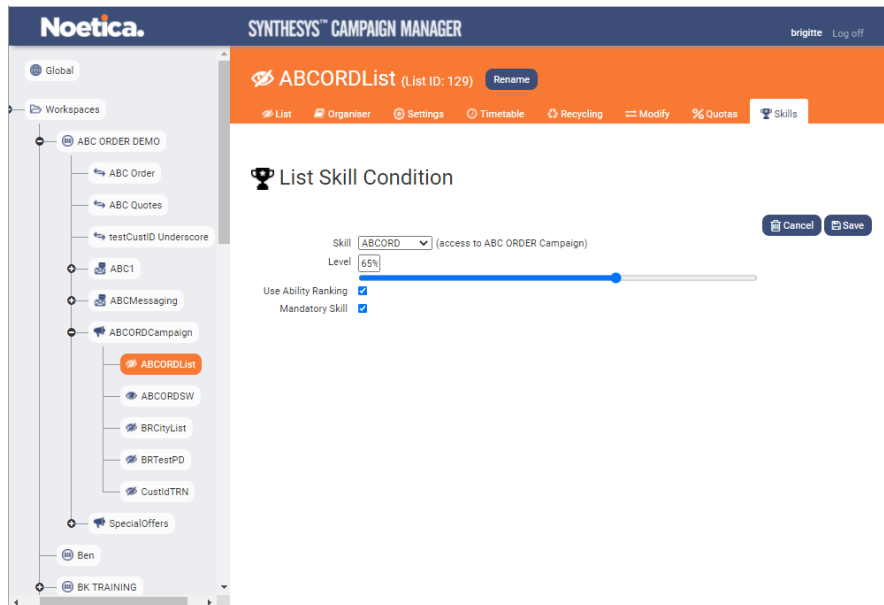 Noetica.
SYNTHESYS™ CAMPAIGN MANAGER
brigitte Log off
Global
Workspaces
ABC ORDER DEMO
ABC Order
ABC Quotes
testCustID Underscore
ABC1
ABCMessaging
ABCORDCampaign
ABCORDList
ABCORDSW
BRCityList
BRTestPD
CustIdTRN
SpecialOffers
Ben
BK TRAINING
ABCORDList (List ID: 129) Rename
List Organiser Settings Timetable Recycling Modify Quotas Skills
List Skill Condition
Cancel Save
Skill ABCORD (access to ABC ORDER Campaign)
Level 65%
Use Ability Ranking
Mandatory Skill